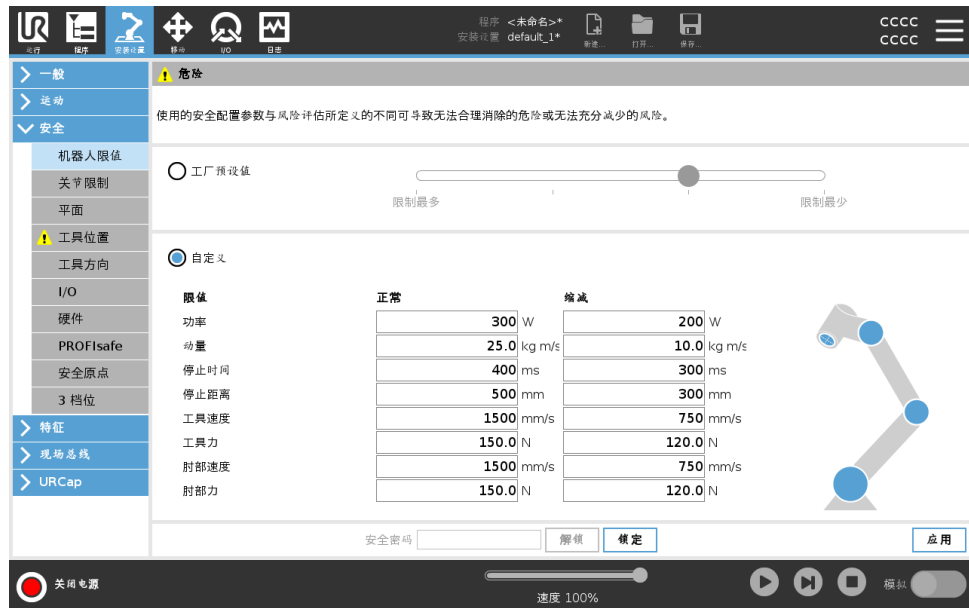 UR
运行
程序
安装设置
移动
I/O
日志
程序 <未命名>*
安装设置 default_1*
新建...
打开...
保存...
CCCC
CCCC
一般
运动
安全
机器人限值
关节限制
平面
工具位置
工具方向
I/O
硬件
PROFIsafe
安全原点
3 档位
特征
现场总线
URCap
危险
使用的安全配置参数与风险评估所定义的不同可导致无法合理消除的危险或无法充分减少的风险。
工厂预设值
限制最多 限制最少
自定义
限值 正常 缩减
功率 300 W 200 W
动量 25.0 kg m/s 10.0 kg m/s
停止时间 400 ms 300 ms
停止距离 500 mm 300 mm
工具速度 1500 mm/s 750 mm/s
工具力 150.0 N 120.0 N
肘部速度 1500 mm/s 750 mm/s
肘部力 150.0 N 120.0 N
安全密码 解锁 锁定 应用
关闭电源
速度 100%
模拟